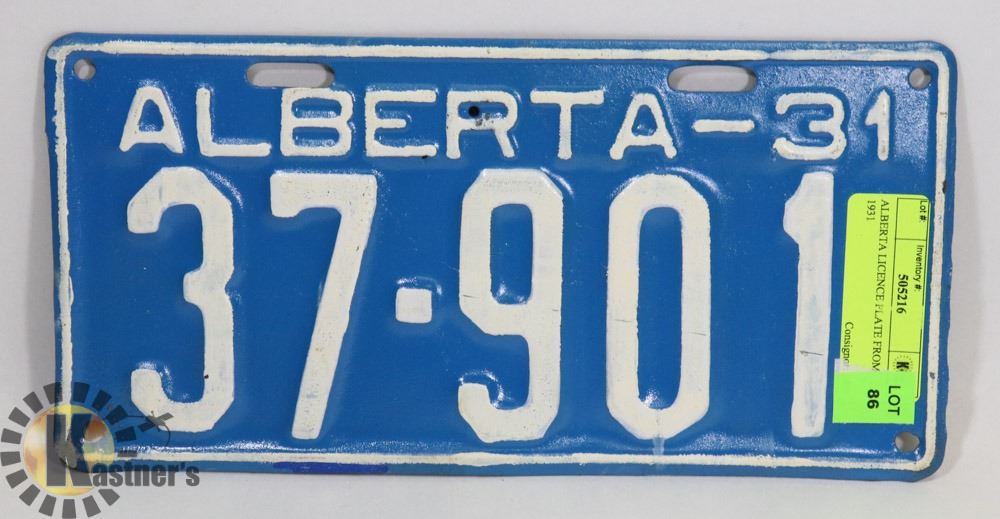 ALBERTA-31
37·901
Lot #:
Inventory #:
505216
ALBERTA LICENCE PLATE FROM
1931
LOT
86
Kastner's